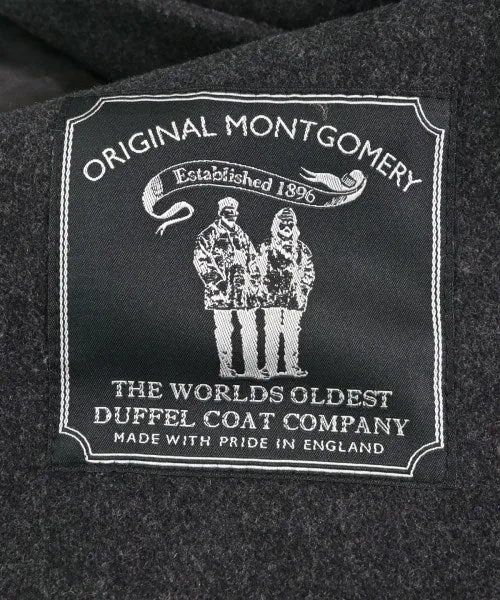 ORIGINAL MONTGOMERY
Established 1896
THE WORLDS OLDEST
DUFFEL COAT COMPANY
MADE WITH PRIDE IN ENGLAND